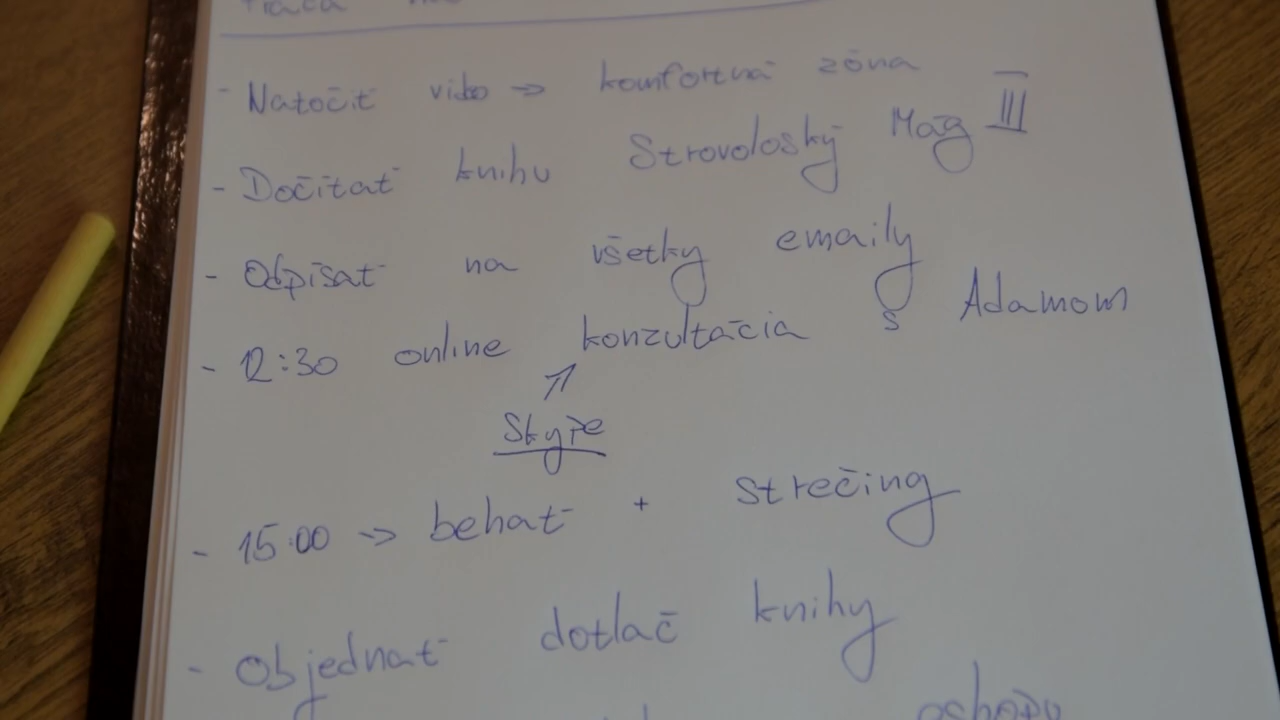 - Natočiť video → komfortná zóna
- Dočítať knihu Strovoloský Mág III
- Odpísať na všetky emaily
- 12:30 online konzultácia s Adamom
Skype
- 15:00 → behať + strečing
- Objednať dotlač knihy